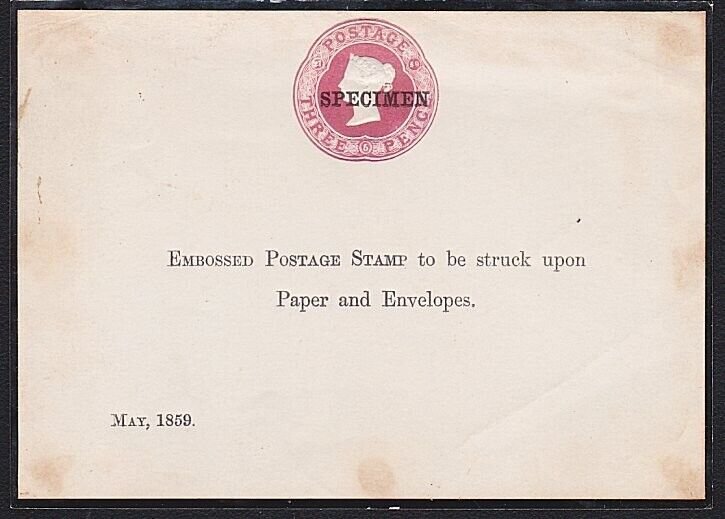 POSTAGE
SPECIMEN
THREE PENCE
Embossed Postage Stamp to be struck upon
Paper and Envelopes.
May, 1859.